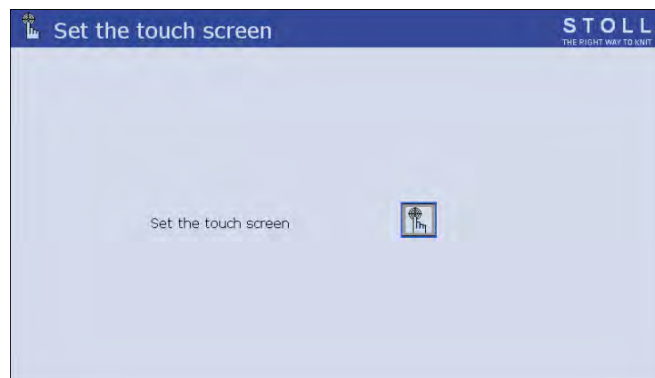 Set the touch screen
STOLL
THE RIGHT WAY TO KNIT
Set the touch screen